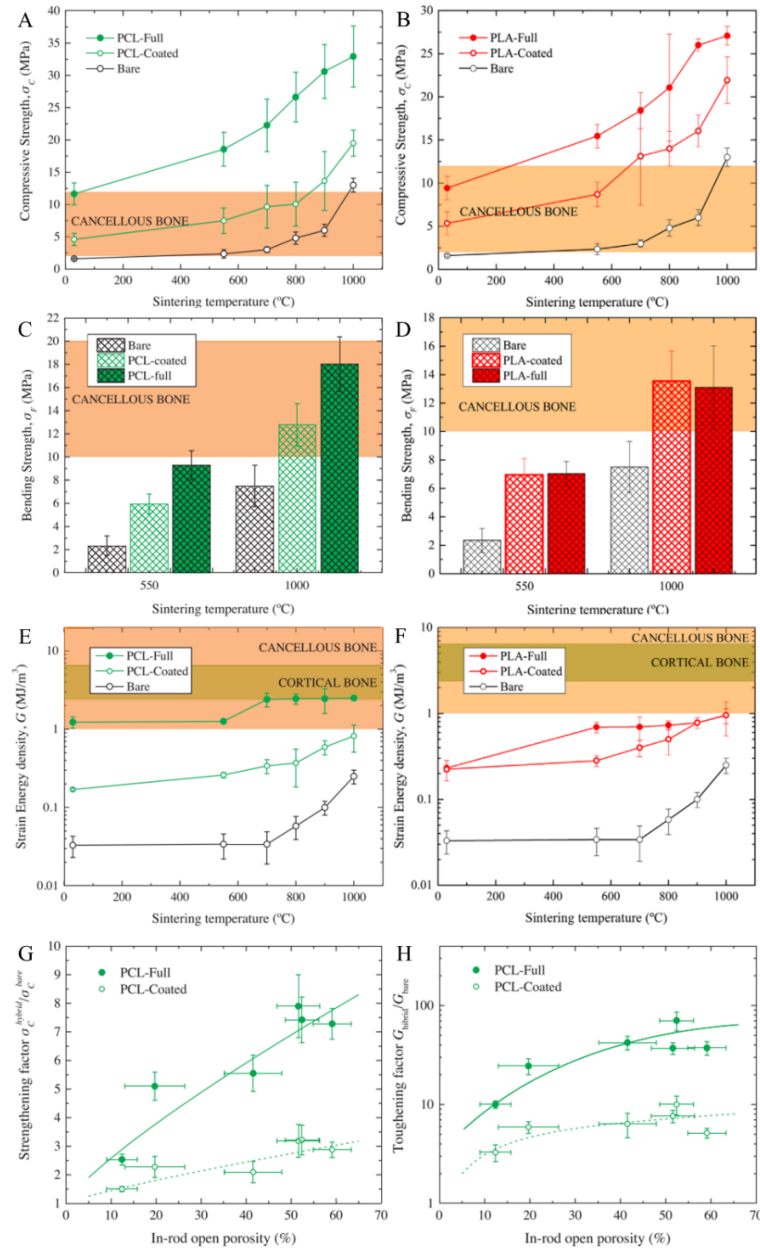 A
PCL-Full
PCL-Coated
Bare
40
35
30
25
20
15
10
5
0
Compressive Strength, σC (MPa)
CANCELLOUS BONE
0 200 400 600 800 1000
Sintering temperature (ºC)
B
PLA-Full
PLA-Coated
Bare
30
25
20
15
10
5
0
Compressive Strength, σC (MPa)
CANCELLOUS BONE
0 200 400 600 800 1000
Sintering temperature (ºC)
C
Bare
PCL-coated
PCL-full
22
20
18
16
14
12
10
8
6
4
2
0
Bending Strength, σF (MPa)
CANCELLOUS BONE
550 1000
Sintering temperature (ºC)
D
Bare
PLA-coated
PLA-full
18
16
14
12
10
8
6
4
2
0
Bending Strength, σF (MPa)
CANCELLOUS BONE
550 1000
Sintering temperature (ºC)
E
PCL-Full
PCL-Coated
Bare
CANCELLOUS BONE
CORTICAL BONE
10
1
0.1
0.01
Strain Energy density, G (MJ/m³)
0 200 400 600 800 1000
Sintering temperature (ºC)
F
PLA-Full
PLA-Coated
Bare
CANCELLOUS BONE
CORTICAL BONE
10
1
0.1
0.01
Strain Energy density, G (MJ/m³)
0 200 400 600 800 1000
Sintering temperature (ºC)
G
PCL-Full
PCL-Coated
10
9
8
7
6
5
4
3
2
1
0
Strengthening factor σC hybrid/σC bare
0 10 20 30 40 50 60 70
In-rod open porosity (%)
H
PCL-Full
PCL-Coated
100
10
1
Toughening factor Ghibrid/Gbare
0 10 20 30 40 50 60 70
In-rod open porosity (%)